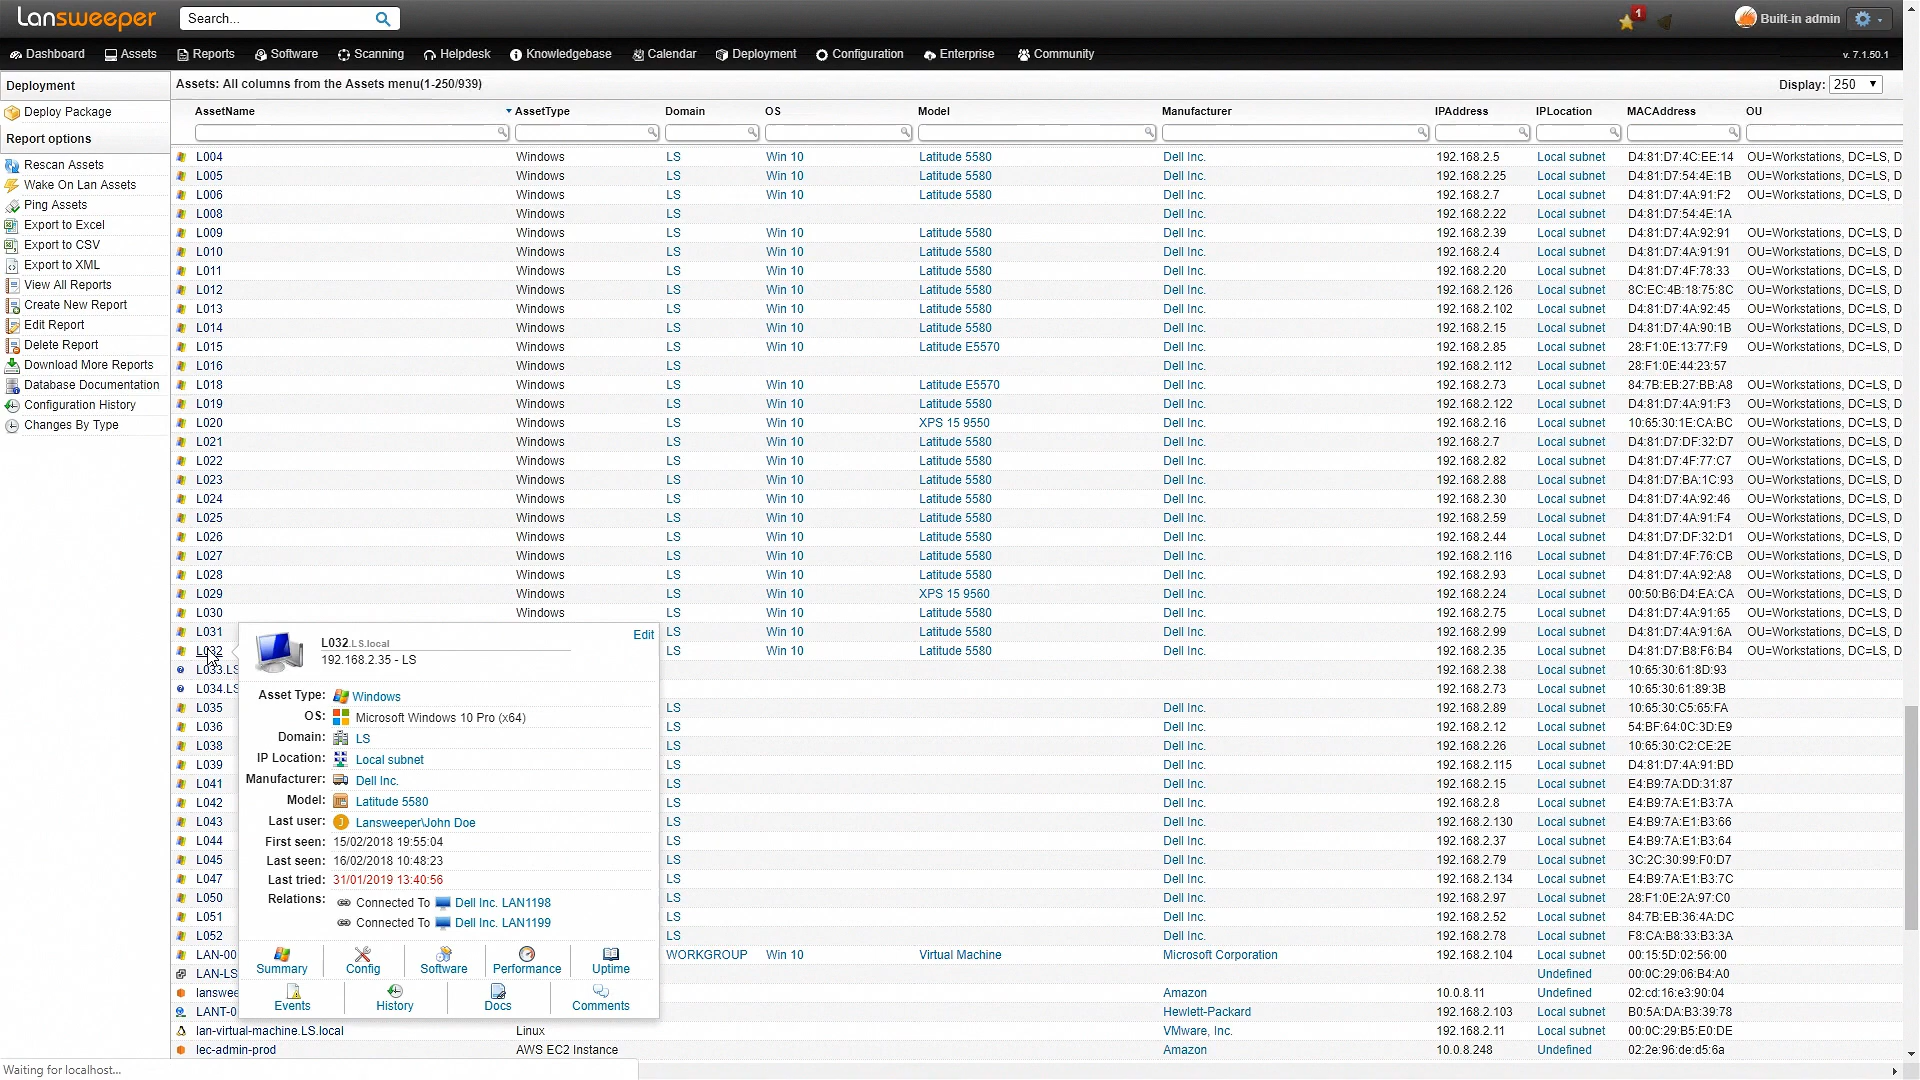 Lansweeper
Search...
1
Built-in admin
Dashboard Assets Reports Software Scanning Helpdesk Knowledgebase Calendar Deployment Configuration Enterprise Community v. 7.1.50.1
Deployment
Deploy Package
Report options
Rescan Assets
Wake On Lan Assets
Ping Assets
Export to Excel
Export to CSV
Export to XML
View All Reports
Create New Report
Edit Report
Delete Report
Download More Reports
Database Documentation
Configuration History
Changes By Type
Assets: All columns from the Assets menu(1-250/939)
Display: 250
AssetName AssetType Domain OS Model Manufacturer IPAddress IPLocation MACAddress OU
L004 Windows LS Win 10 Latitude 5580 Dell Inc. 192.168.2.5 Local subnet D4:81:D7:4C:EE:14 OU=Workstations, DC=LS, D
L005 Windows LS Win 10 Latitude 5580 Dell Inc. 192.168.2.25 Local subnet D4:81:D7:54:4E:1B OU=Workstations, DC=LS, D
L006 Windows LS Win 10 Latitude 5580 Dell Inc. 192.168.2.7 Local subnet D4:81:D7:4A:91:F2 OU=Workstations, DC=LS, D
L008 Windows LS Dell Inc. 192.168.2.22 Local subnet D4:81:D7:54:4E:1A
L009 Windows LS Win 10 Latitude 5580 Dell Inc. 192.168.2.39 Local subnet D4:81:D7:4A:92:91 OU=Workstations, DC=LS, D
L010 Windows LS Win 10 Latitude 5580 Dell Inc. 192.168.2.4 Local subnet D4:81:D7:4A:91:91 OU=Workstations, DC=LS, D
L011 Windows LS Win 10 Latitude 5580 Dell Inc. 192.168.2.20 Local subnet D4:81:D7:4F:78:33 OU=Workstations, DC=LS, D
L012 Windows LS Win 10 Latitude 5580 Dell Inc. 192.168.2.126 Local subnet 8C:EC:4B:18:75:8C OU=Workstations, DC=LS, D
L013 Windows LS Win 10 Latitude 5580 Dell Inc. 192.168.2.102 Local subnet D4:81:D7:4A:92:45 OU=Workstations, DC=LS, D
L014 Windows LS Win 10 Latitude 5580 Dell Inc. 192.168.2.15 Local subnet D4:81:D7:4A:90:1B OU=Workstations, DC=LS, D
L015 Windows LS Win 10 Latitude E5570 Dell Inc. 192.168.2.85 Local subnet 28:F1:0E:13:77:F9 OU=Workstations, DC=LS, D
L016 Windows LS Dell Inc. 192.168.2.112 Local subnet 28:F1:0E:44:23:57
L018 Windows LS Win 10 Latitude E5570 Dell Inc. 192.168.2.73 Local subnet 84:7B:EB:27:BB:A8 OU=Workstations, DC=LS, D
L019 Windows LS Win 10 Latitude 5580 Dell Inc. 192.168.2.122 Local subnet D4:81:D7:4A:91:F3 OU=Workstations, DC=LS, D
L020 Windows LS Win 10 XPS 15 9550 Dell Inc. 192.168.2.16 Local subnet 10:65:30:1E:CA:BC OU=Workstations, DC=LS, D
L021 Windows LS Win 10 Latitude 5580 Dell Inc. 192.168.2.7 Local subnet D4:81:D7:DF:32:D7 OU=Workstations, DC=LS, D
L022 Windows LS Win 10 Latitude 5580 Dell Inc. 192.168.2.82 Local subnet D4:81:D7:4F:77:C7 OU=Workstations, DC=LS, D
L023 Windows LS Win 10 Latitude 5580 Dell Inc. 192.168.2.88 Local subnet D4:81:D7:BA:1C:93 OU=Workstations, DC=LS, D
L024 Windows LS Win 10 Latitude 5580 Dell Inc. 192.168.2.30 Local subnet D4:81:D7:4A:92:46 OU=Workstations, DC=LS, D
L025 Windows LS Win 10 Latitude 5580 Dell Inc. 192.168.2.59 Local subnet D4:81:D7:4A:91:F4 OU=Workstations, DC=LS, D
L026 Windows LS Win 10 Latitude 5580 Dell Inc. 192.168.2.44 Local subnet D4:81:D7:DF:32:D1 OU=Workstations, DC=LS, D
L027 Windows LS Win 10 Latitude 5580 Dell Inc. 192.168.2.116 Local subnet D4:81:D7:4F:76:CB OU=Workstations, DC=LS, D
L028 Windows LS Win 10 Latitude 5580 Dell Inc. 192.168.2.93 Local subnet D4:81:D7:4A:92:A8 OU=Workstations, DC=LS, D
L029 Windows LS Win 10 XPS 15 9560 Dell Inc. 192.168.2.24 Local subnet 00:50:B6:D4:EA:CA OU=Workstations, DC=LS, D
L030 Windows LS Win 10 Latitude 5580 Dell Inc. 192.168.2.75 Local subnet D4:81:D7:4A:91:65 OU=Workstations, DC=LS, D
L031 LS Win 10 Latitude 5580 Dell Inc. 192.168.2.99 Local subnet D4:81:D7:4A:91:6A OU=Workstations, DC=LS, D
L032 LS Win 10 Latitude 5580 Dell Inc. 192.168.2.35 Local subnet D4:81:D7:B8:F6:B4 OU=Workstations, DC=LS, D
L033.LS 192.168.2.38 Local subnet 10:65:30:61:8D:93
L034.LS 192.168.2.73 Local subnet 10:65:30:61:89:3B
L035 LS Dell Inc. 192.168.2.89 Local subnet 10:65:30:C5:65:FA
L036 LS Dell Inc. 192.168.2.12 Local subnet 54:BF:64:0C:3D:E9
L038 LS Dell Inc. 192.168.2.26 Local subnet 10:65:30:C2:CE:2E
L039 LS Dell Inc. 192.168.2.115 Local subnet D4:81:D7:4A:91:BD
L041 LS Dell Inc. 192.168.2.15 Local subnet E4:B9:7A:DD:31:87
L042 LS Dell Inc. 192.168.2.8 Local subnet E4:B9:7A:E1:B3:7A
L043 LS Dell Inc. 192.168.2.130 Local subnet E4:B9:7A:E1:B3:66
L044 LS Dell Inc. 192.168.2.37 Local subnet E4:B9:7A:E1:B3:64
L045 LS Dell Inc. 192.168.2.79 Local subnet 3C:2C:30:99:F0:D7
L047 LS Dell Inc. 192.168.2.134 Local subnet E4:B9:7A:E1:B3:7C
L050 LS Dell Inc. 192.168.2.97 Local subnet 28:F1:0E:2A:97:C0
L051 LS Dell Inc. 192.168.2.52 Local subnet 84:7B:EB:36:4A:DC
L052 LS Dell Inc. 192.168.2.78 Local subnet F8:CA:B8:33:B3:3A
LAN-00 WORKGROUP Win 10 Virtual Machine Microsoft Corporation 192.168.2.104 Local subnet 00:15:5D:02:56:00
LAN-LS Undefined 00:0C:29:06:B4:A0
lanswee Amazon 10.0.8.11 Undefined 02:cd:16:e3:90:04
LANT-0 Hewlett-Packard 192.168.2.103 Local subnet B0:5A:DA:B3:39:78
lan-virtual-machine.LS.local Linux VMware, Inc. 192.168.2.11 Local subnet 00:0C:29:B5:E0:DE
lec-admin-prod AWS EC2 Instance Amazon 10.0.8.248 Undefined 02:2e:96:de:d5:6a
L032.LS.local
Edit
192.168.2.35 - LS
Asset Type: Windows
OS: Microsoft Windows 10 Pro (x64)
Domain: LS
IP Location: Local subnet
Manufacturer: Dell Inc.
Model: Latitude 5580
Last user: J Lansweeper\John Doe
First seen: 15/02/2018 19:55:04
Last seen: 16/02/2018 10:48:23
Last tried: 31/01/2019 13:40:56
Relations: Connected To Dell Inc. LAN1198
Connected To Dell Inc. LAN1199
Summary Config Software Performance Uptime
Events History Docs Comments
Waiting for localhost...